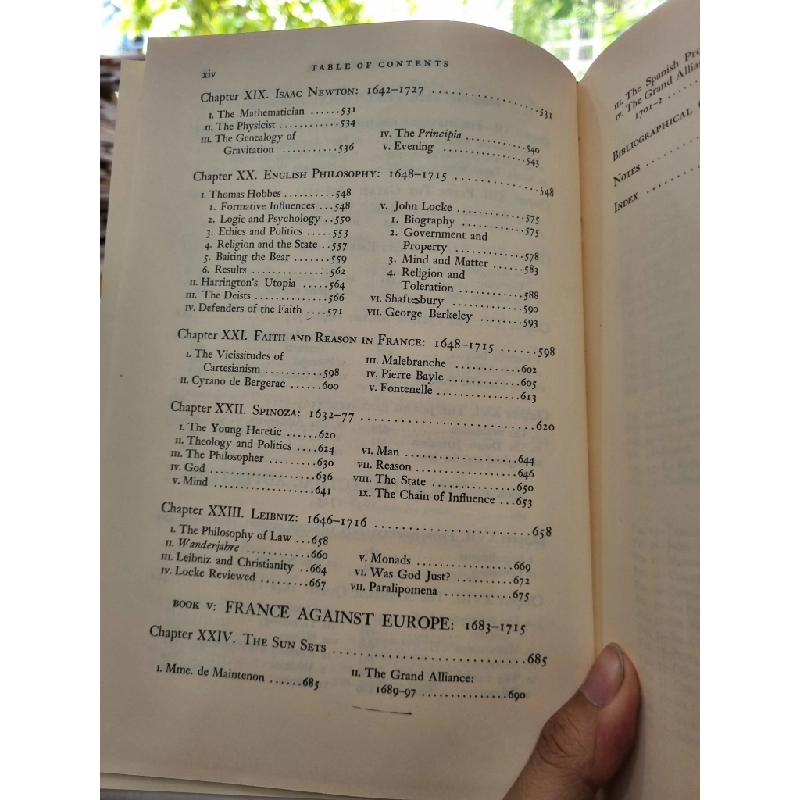 xiv TABLE OF CONTENTS
Chapter XIX. ISAAC NEWTON: 1642–1727 ................531
I. The Mathematician ......531
II. The Physicist ............534
III. The Genealogy of
Gravitation ...........536
IV. The Principia ...........540
V. Evening ................543
Chapter XX. ENGLISH PHILOSOPHY: 1648–1715 ................548
I. Thomas Hobbes ..........548
1. Formative Influences ...548
2. Logic and Psychology ..550
3. Ethics and Politics .....553
4. Religion and the State ..557
5. Baiting the Bear .......559
6. Results ...............562
II. Harrington's Utopia .....564
III. The Deists .............566
IV. Defenders of the Faith ....571
V. John Locke .............575
1. Biography .............575
2. Government and
Property .............578
3. Mind and Matter .......583
4. Religion and
Toleration ...........588
VI. Shaftesbury ............590
VII. George Berkeley ........593
Chapter XXI. FAITH AND REASON IN FRANCE: 1648–1715 ......598
I. The Vicissitudes of
Cartesianism ...........598
II. Cyrano de Bergerac ......600
III. Malebranche ............602
IV. Pierre Bayle ............605
V. Fontenelle ..............613
Chapter XXII. SPINOZA: 1632–77 ................620
I. The Young Heretic ......620
II. Theology and Politics ....624
III. The Philosopher ........630
IV. God ...................636
V. Mind ..................641
VI. Man ...................644
VII. Reason ................646
VIII. The State .............650
IX. The Chain of Influence ...653
Chapter XXIII. LEIBNIZ: 1646–1716 ................658
I. The Philosophy of Law ...658
II. Wanderjahre ...........660
III. Leibniz and Christianity ..664
IV. Locke Reviewed ........667
V. Monads ................669
VI. Was God Just? ..........672
VII. Paralipomena ...........675
BOOK V: FRANCE AGAINST EUROPE: 1683–1715
Chapter XXIV. THE SUN SETS ................685
I. Mme. de Maintenon ......685
II. The Grand Alliance:
1689–97 ...............690
III. The Spanish
IV. The Grand
1701–2 ......
BIBLIOGRAPHICAL
NOTES ......
INDEX ......